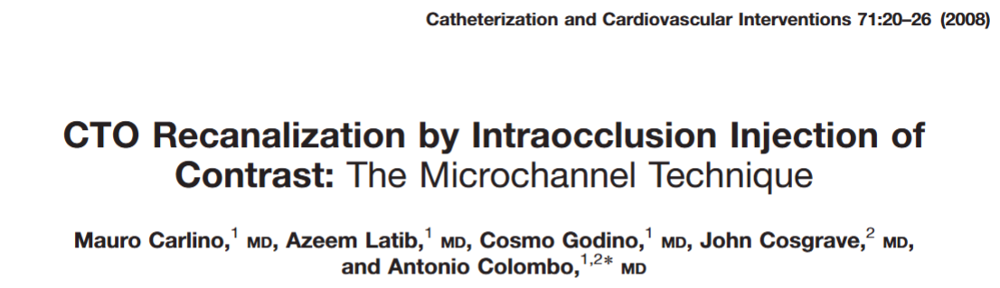 Catheterization and Cardiovascular Interventions 71:20–26 (2008)
CTO Recanalization by Intraocclusion Injection of
Contrast: The Microchannel Technique
Mauro Carlino,1 MD, Azeem Latib,1 MD, Cosmo Godino,1 MD, John Cosgrave,2 MD,
and Antonio Colombo,1,2* MD